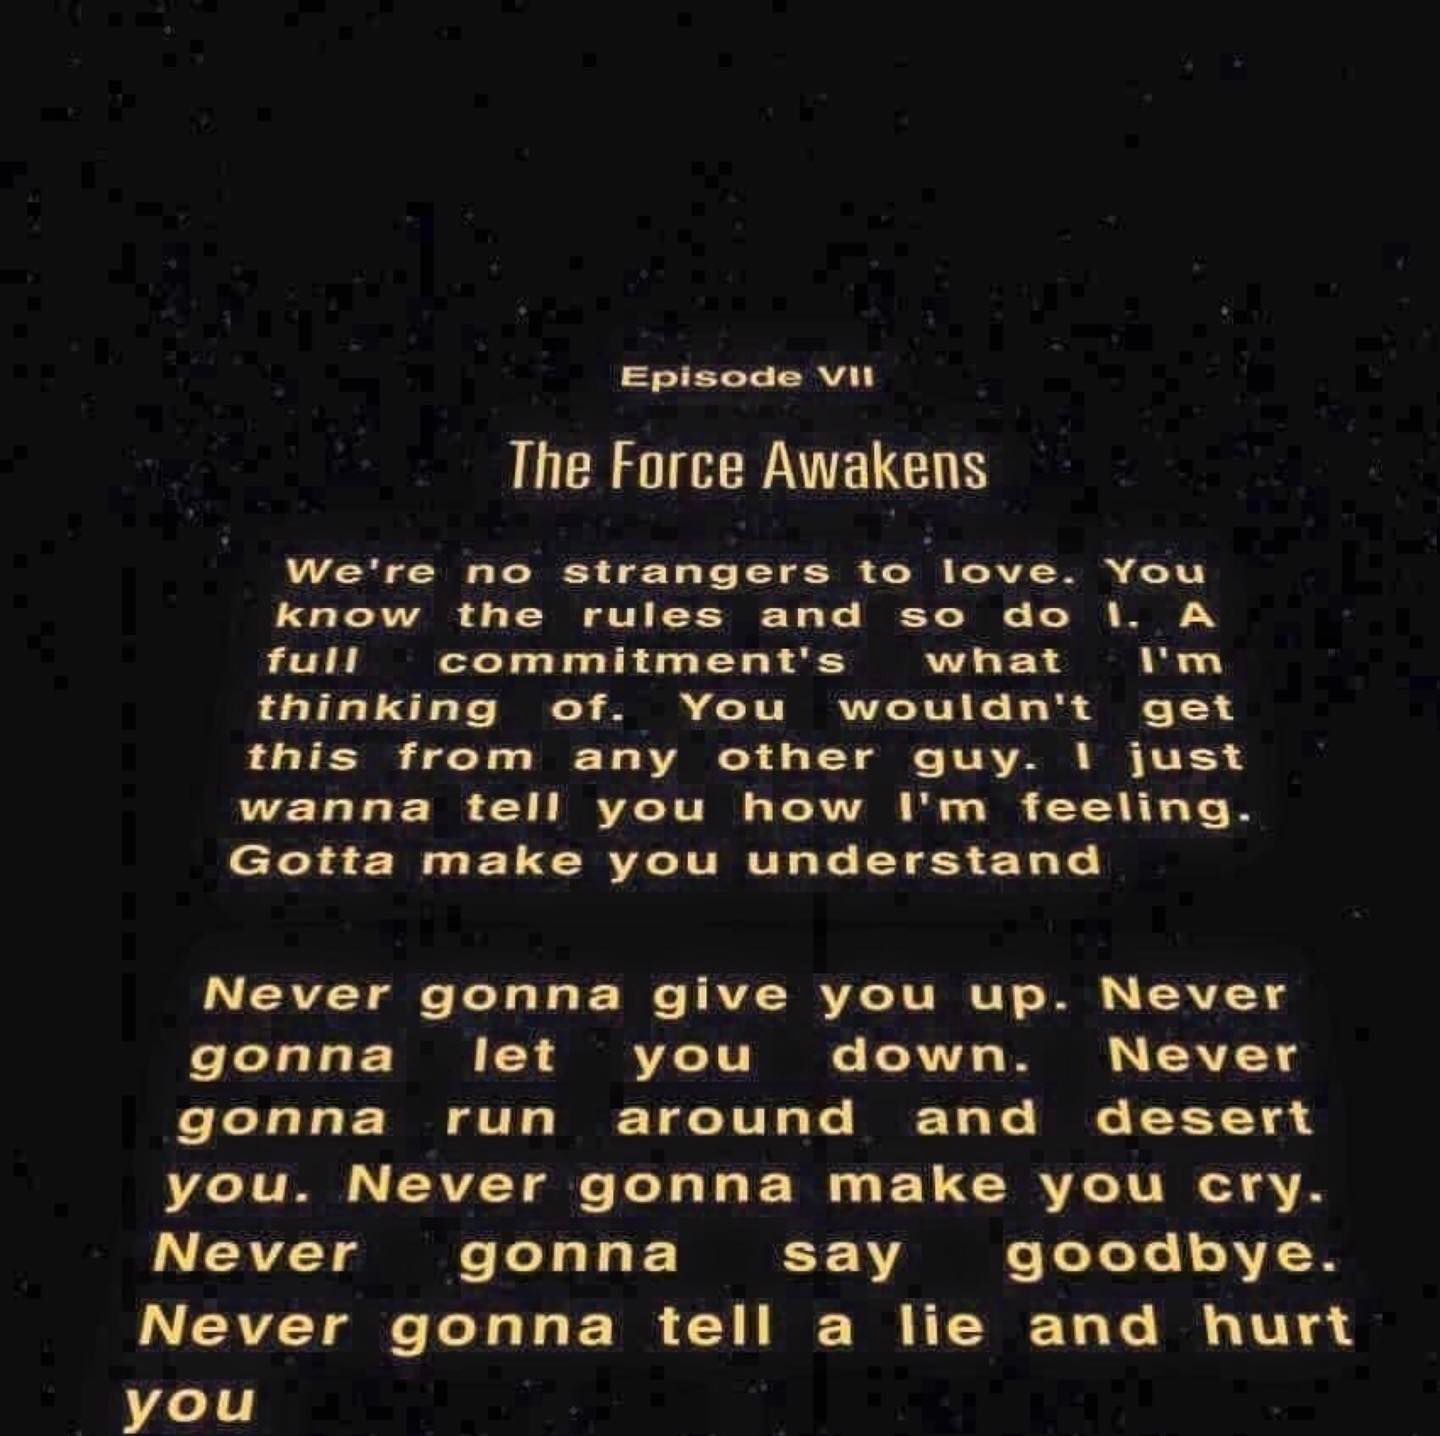 Episode VII
The Force Awakens
We're no strangers to love. You
know the rules and so do I. A
full commitment's what I'm
thinking of. You wouldn't get
this from any other guy. I just
wanna tell you how I'm feeling.
Gotta make you understand
Never gonna give you up. Never
gonna let you down. Never
gonna run around and desert
you. Never gonna make you cry.
Never gonna say goodbye.
Never gonna tell a lie and hurt
you